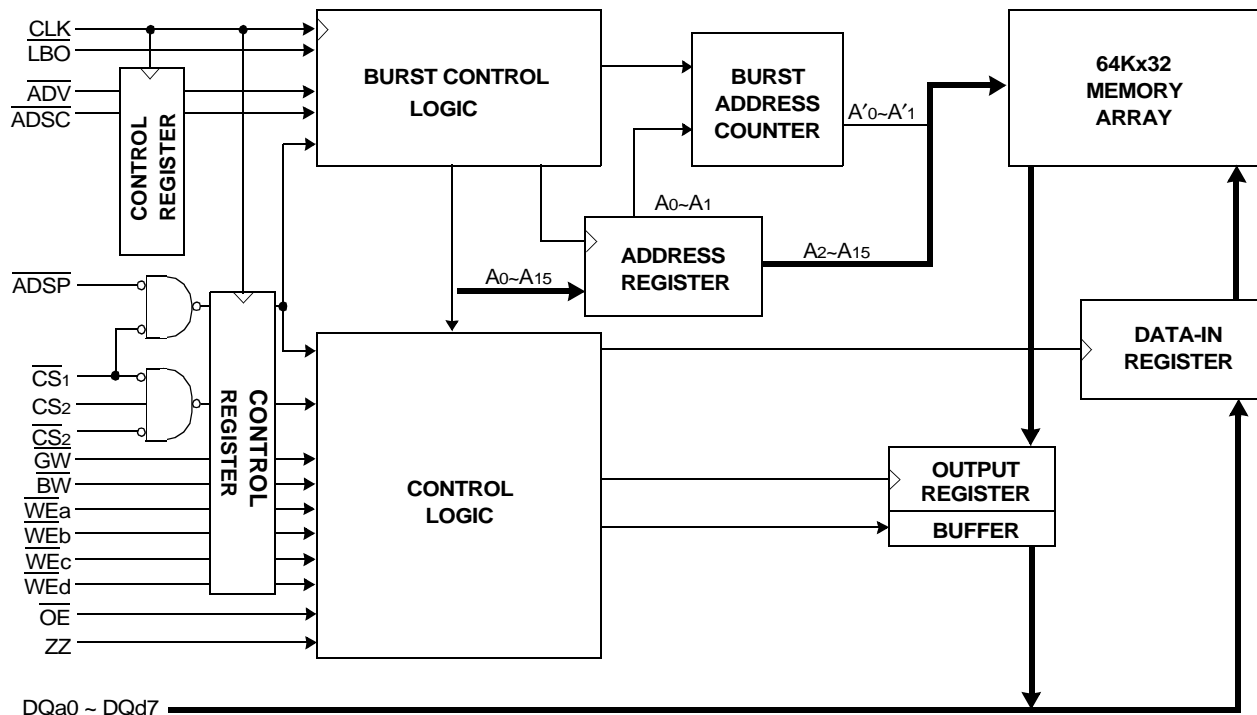 CLK
LBO
ADV
ADSC
CONTROL
REGISTER
BURST CONTROL
LOGIC
BURST
ADDRESS
COUNTER
A′0~A′1
64Kx32
MEMORY
ARRAY
A0~A1
ADDRESS
REGISTER
A2~A15
A0~A15
ADSP
CS1
CS2
CS2
GW
BW
WEa
WEb
WEc
WEd
OE
ZZ
CONTROL
REGISTER
CONTROL
LOGIC
DATA-IN
REGISTER
OUTPUT
REGISTER
BUFFER
DQa0 ~ DQd7